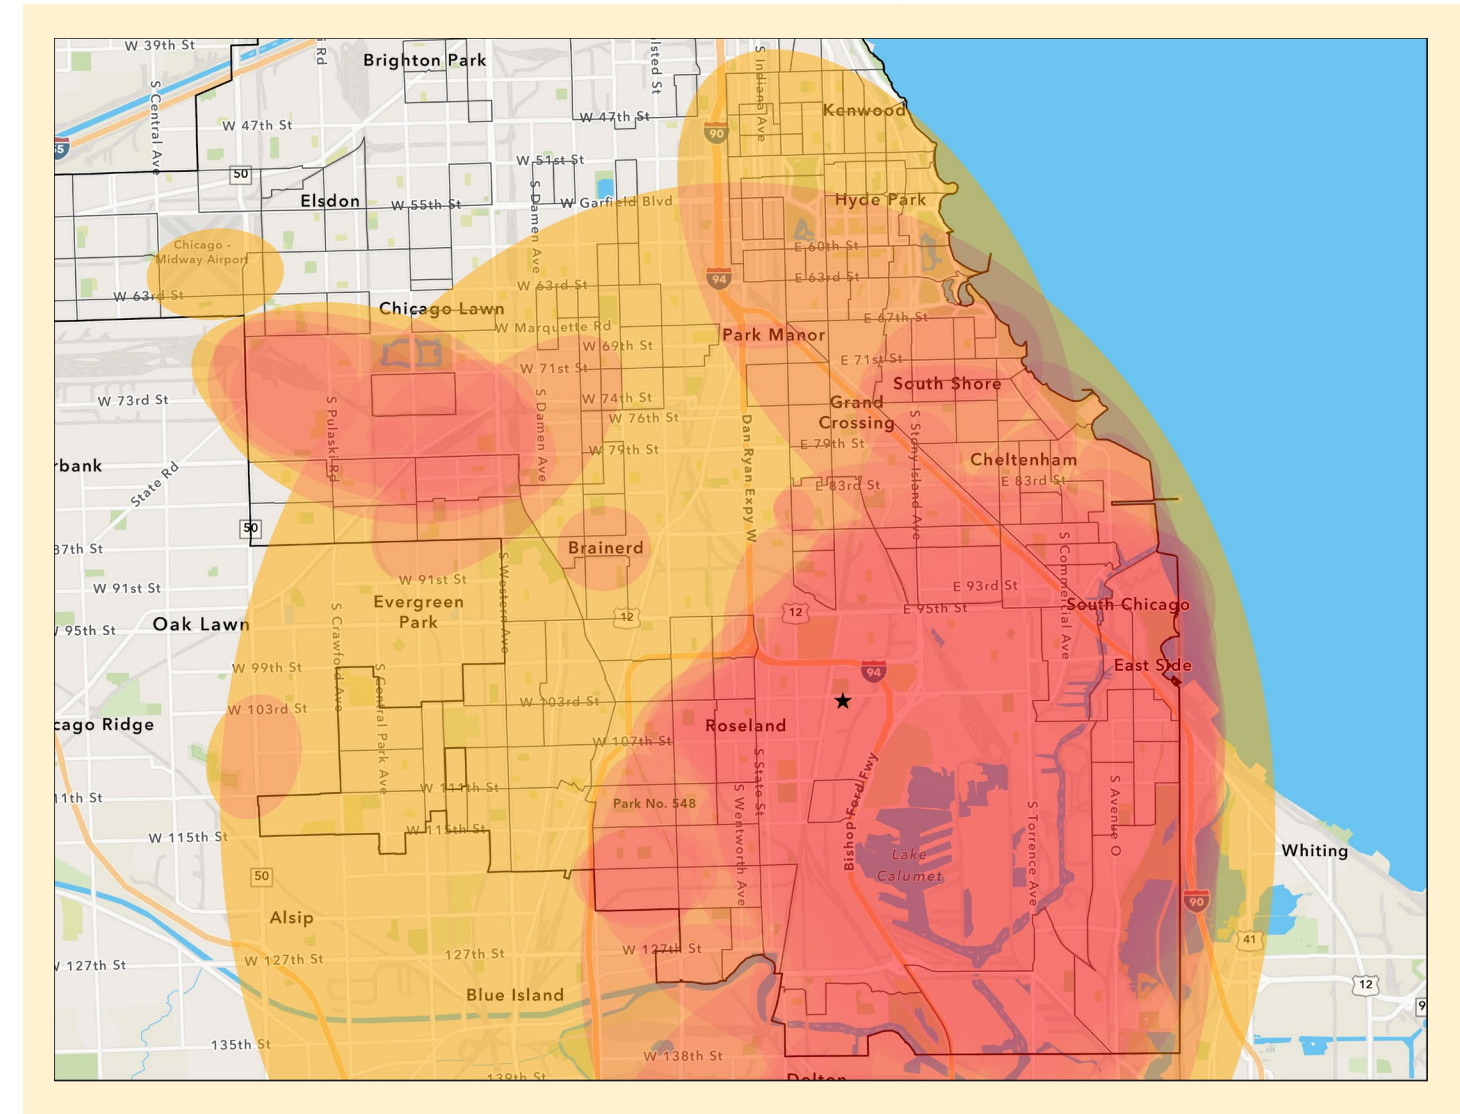 W 39th St
Brighton Park
S Central Ave
S Indiana Ave
Kenwood
W 47th St
W 47th St
90
W 51st St
50
Elsdon
W 55th St
S Damen Ave
W Garfield Blvd
Hyde Park
Chicago -
Midway Airport
E 60th St
W 63rd St
W 63rd St
94
E 63rd St
Chicago Lawn
W Marquette Rd
E 67th St
Park Manor
W 69th St
E 71st St
W 71st St
South Shore
W 73rd St
S Pulaski Rd
S Damen Ave
W 74th St
Grand
Crossing
W 76th St
Dan Ryan Expy W
S Stony Island Ave
W 79th St
E 79th St
Cheltenham
rbank
State Rd
E 83rd St
E 83rd St
50
37th St
Brainerd
S Western Ave
S Commercial Ave
W 91st St
W 91st St
E 93rd St
Evergreen
Park
South Chicago
W 95th St
Oak Lawn
S Crawford Ave
12
12
E 95th St
W 99th St
S Central Park Ave
94
East Side
W 103rd St
W 103rd St
cago Ridge
Roseland
W 107th St
S State St
Bishop Ford Fwy
11th St
W 111th St
Park No. 548
S Wentworth Ave
S Torrence Ave
S Avenue O
W 115th St
W 115th St
Lake
Calumet
Whiting
50
90
Alsip
41
W 127th St
W 127th St
127th St
W 127th St
12
Blue Island
9
135th St
W 138th St
139th St
Dolton